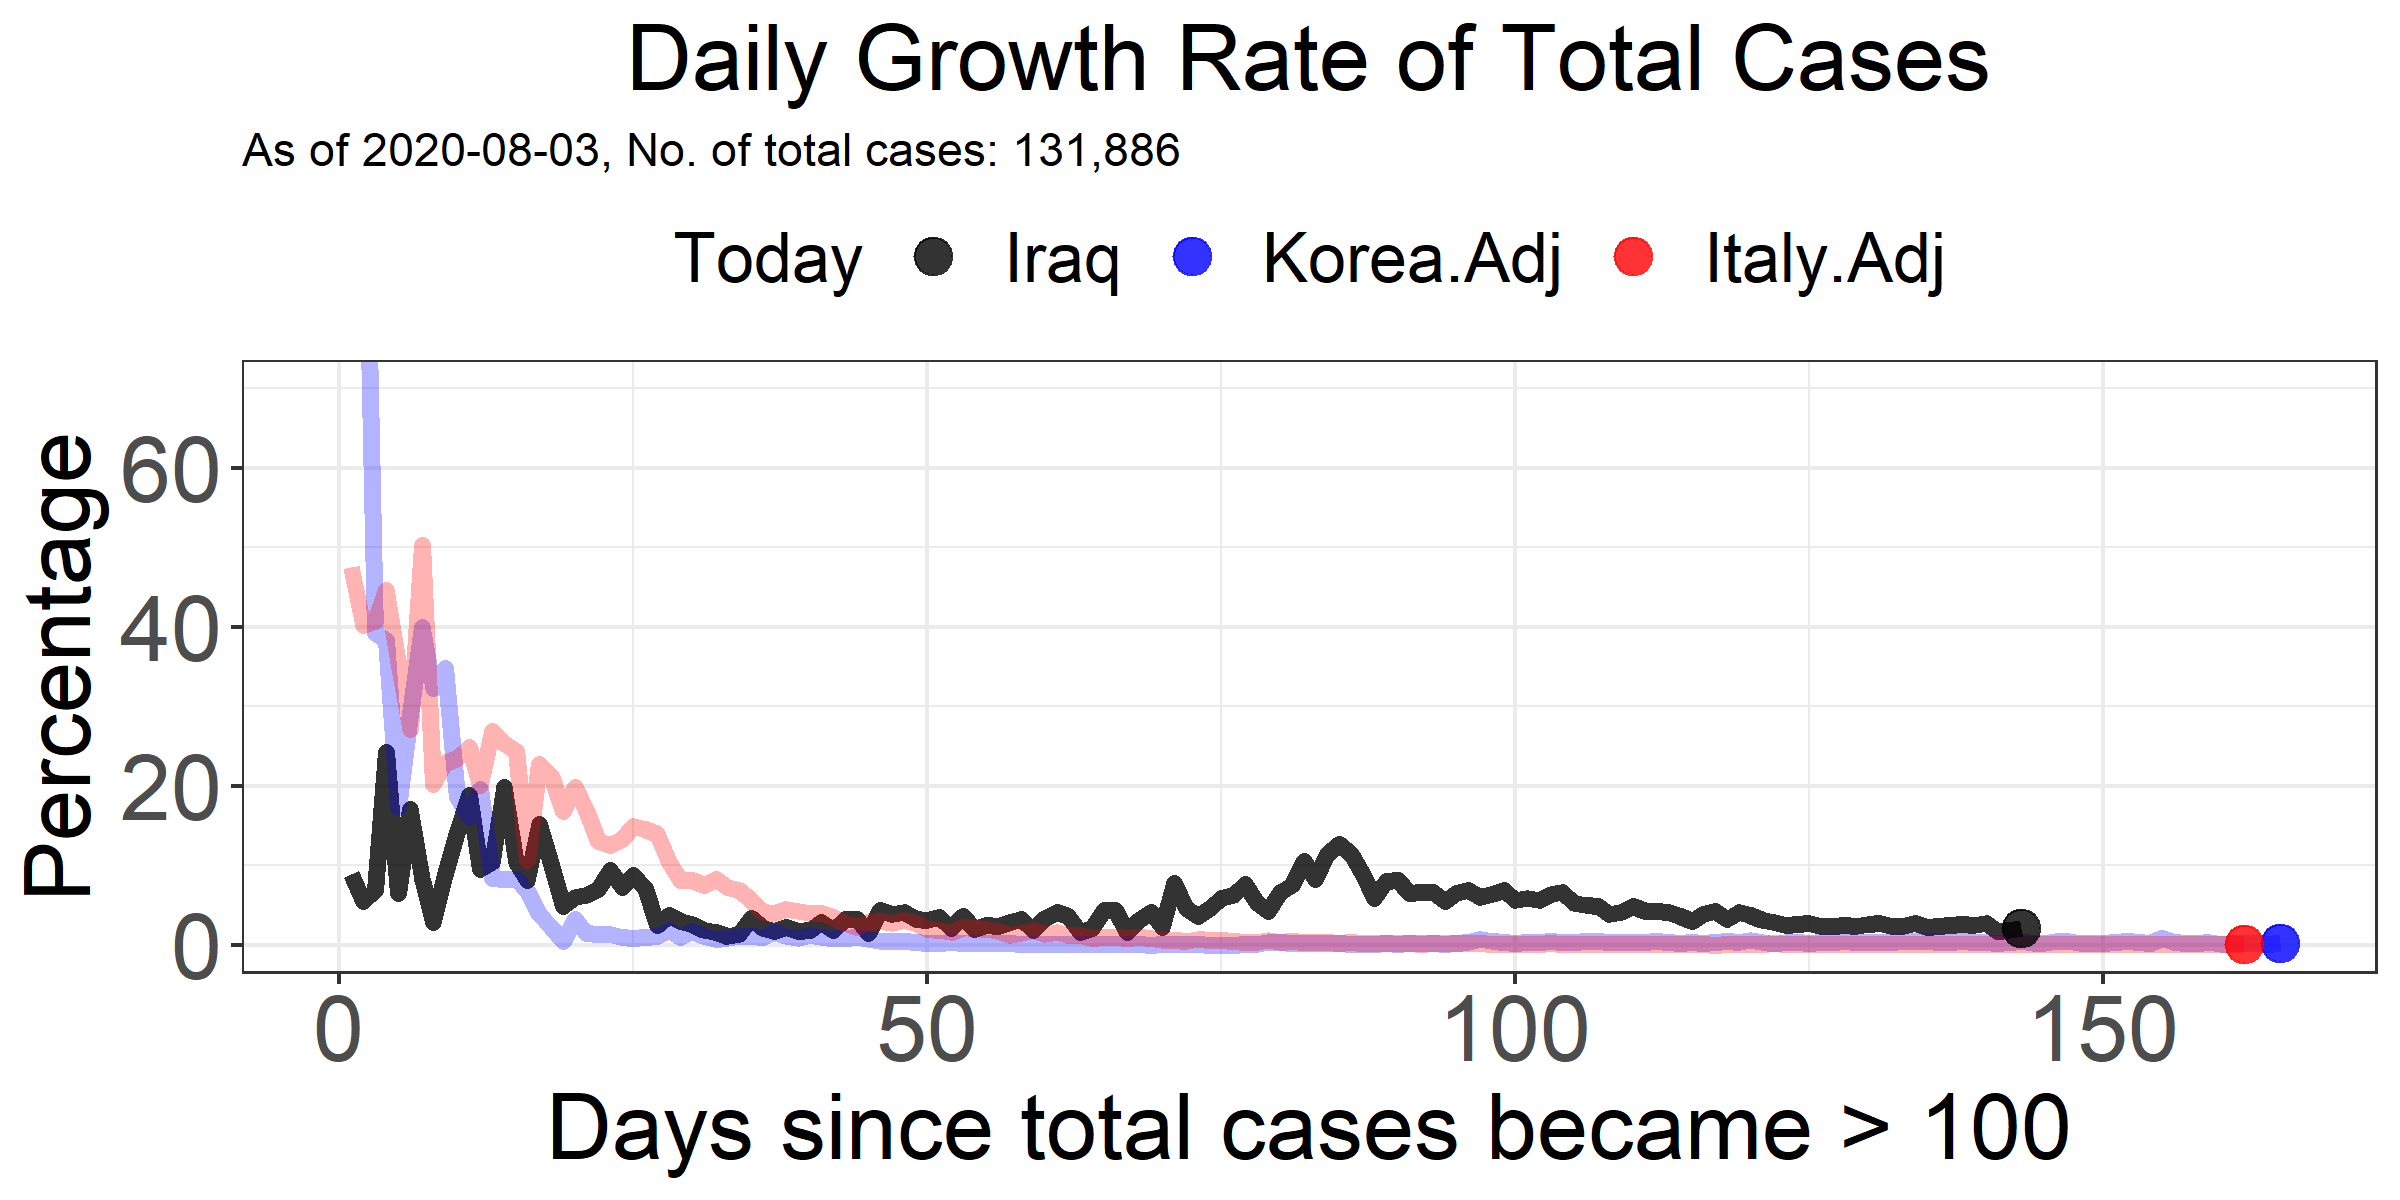 Daily Growth Rate of Total Cases
As of 2020-08-03, No. of total cases: 131,886
Today Iraq Korea.Adj Italy.Adj
Percentage
60
40
20
0
0 50 100 150
Days since total cases became > 100